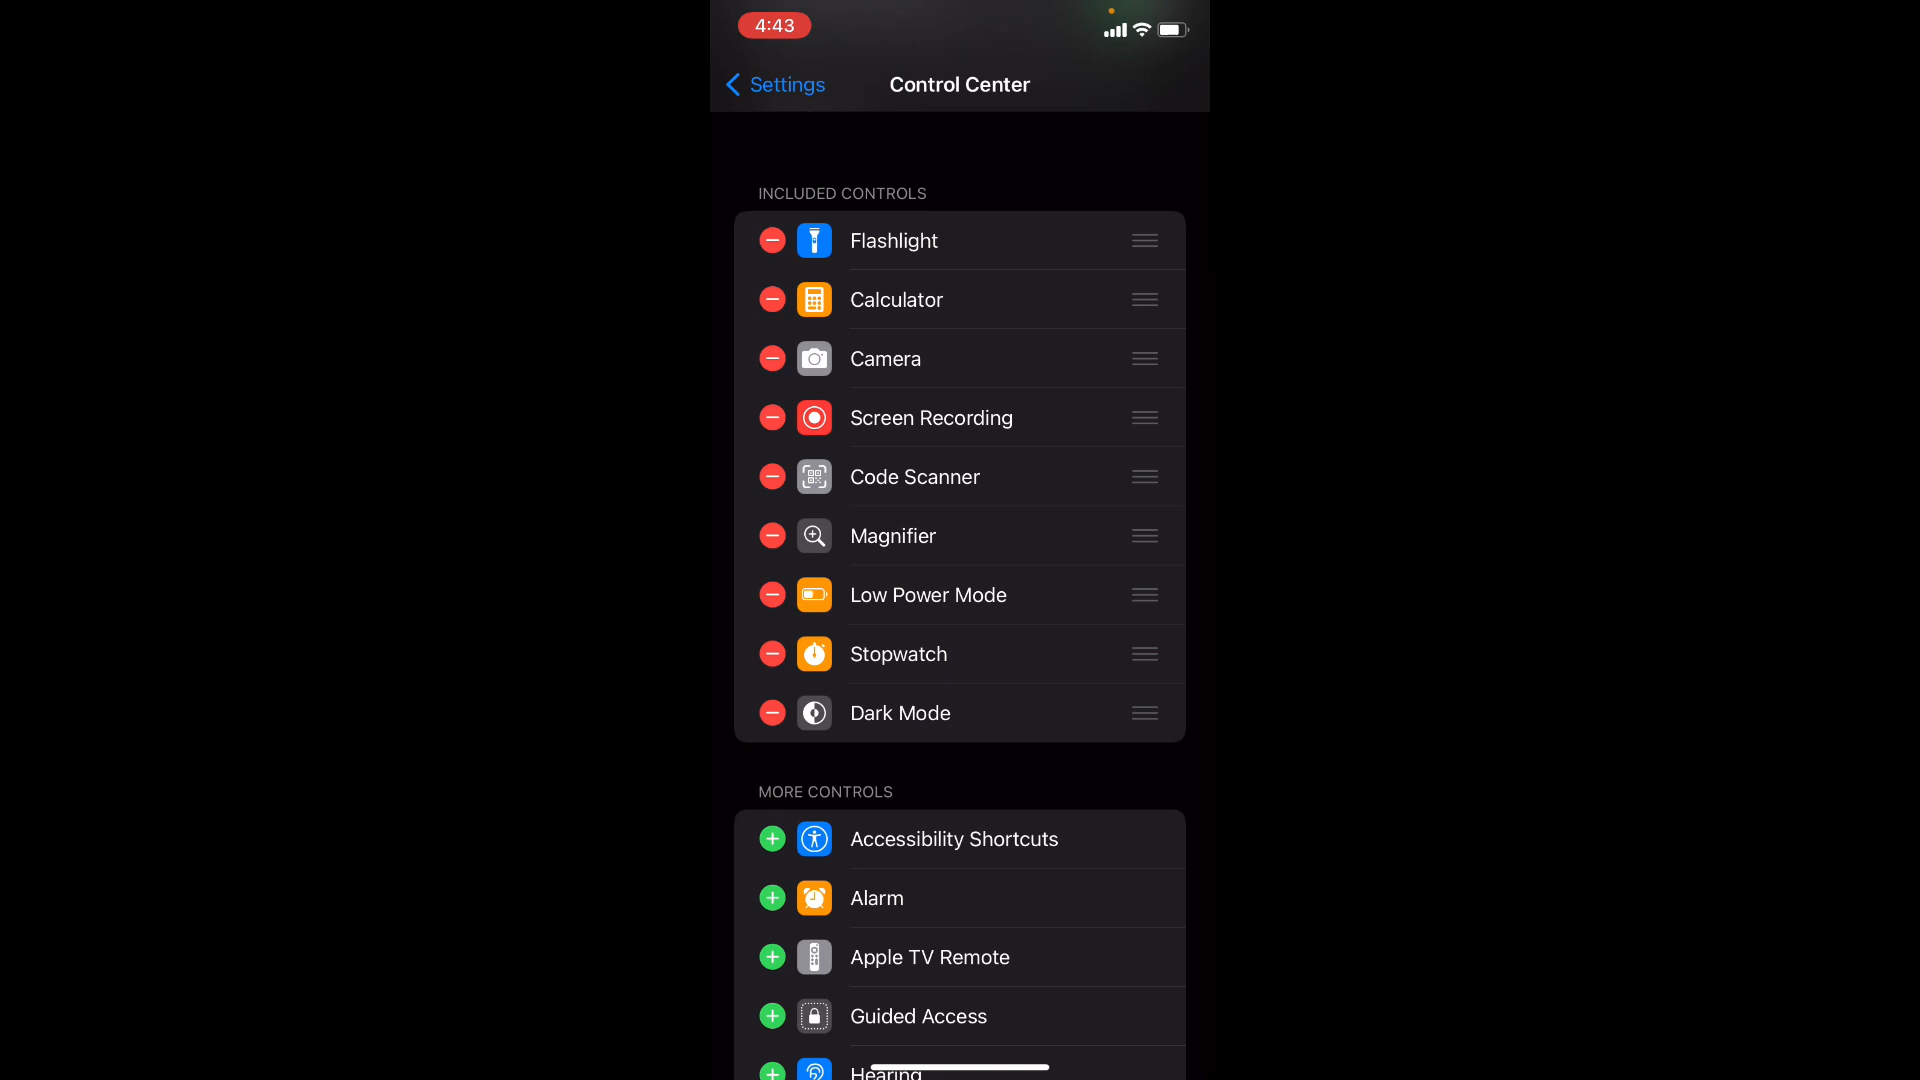 4:43
Settings
Control Center
INCLUDED CONTROLS
Flashlight
Calculator
Camera
Screen Recording
Code Scanner
Magnifier
Low Power Mode
Stopwatch
Dark Mode
MORE CONTROLS
Accessibility Shortcuts
Alarm
Apple TV Remote
Guided Access
Hearing